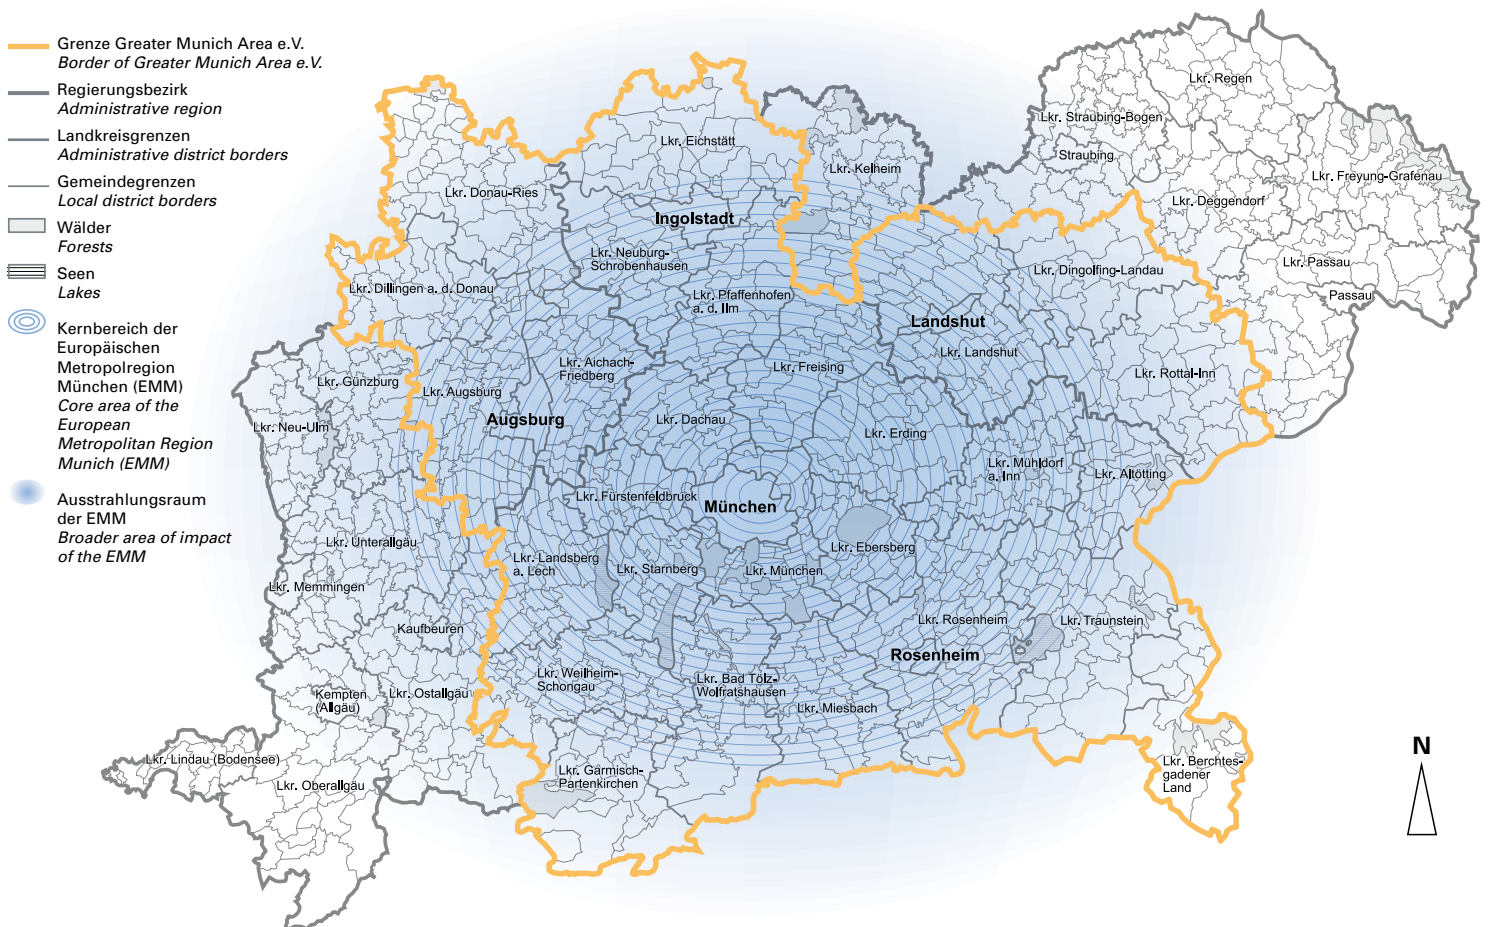 Grenze Greater Munich Area e.V.
Border of Greater Munich Area e.V.
Regierungsbezirk
Administrative region
Landkreisgrenzen
Administrative district borders
Gemeindegrenzen
Local district borders
Wälder
Forests
Seen
Lakes
Kernbereich der
Europäischen
Metropolregion
München (EMM)
Core area of the
European
Metropolitan Region
Munich (EMM)
Ausstrahlungsraum
der EMM
Broader area of impact
of the EMM
Lkr. Regen
Lkr. Straubing-Bogen
Straubing
Lkr. Eichstätt
Lkr. Kelheim
Lkr. Freyung-Grafenau
Lkr. Donau-Ries
Lkr. Deggendorf
Ingolstadt
Lkr. Neuburg-
Schrobenhausen
Lkr. Passau
Lkr. Dingolfing-Landau
Lkr. Dillingen a. d. Donau
Lkr. Pfaffenhofen
a. d. Ilm
Passau
Landshut
Lkr. Landshut
Lkr. Aichach-
Friedberg
Lkr. Freising
Lkr. Rottal-Inn
Lkr. Günzburg
Lkr. Augsburg
Augsburg
Lkr. Dachau
Lkr. Neu-Ulm
Lkr. Erding
Lkr. Mühldorf
a. Inn
Lkr. Altötting
Lkr. Fürstenfeldbruck
München
Lkr. Unterallgäu
Lkr. Ebersberg
Lkr. Landsberg
a. Lech
Lkr. Starnberg
Lkr. München
Lkr. Memmingen
Kaufbeuren
Lkr. Rosenheim
Lkr. Traunstein
Rosenheim
Lkr. Weilheim-
Schongau
Lkr. Bad Tölz-
Wolfratshausen
Kempten
(Allgäu)
Lkr. Ostallgäu
Lkr. Miesbach
Lkr. Lindau (Bodensee)
Lkr. Oberallgäu
Lkr. Garmisch-
Partenkirchen
Lkr. Berchtes-
gadener
Land
N